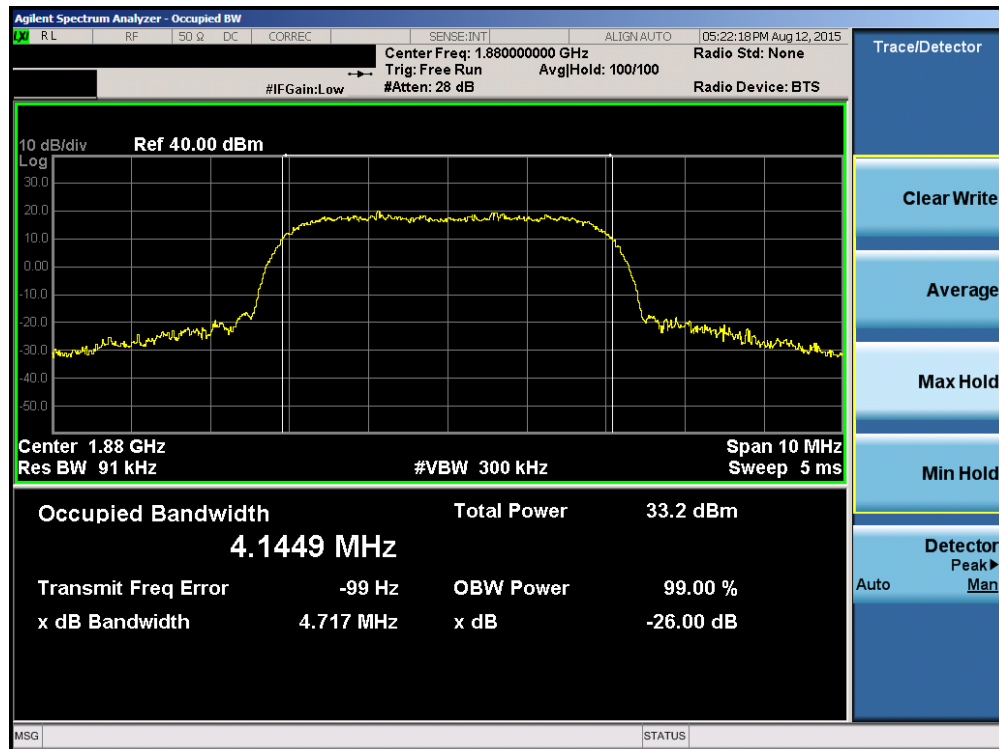 Agilent Spectrum Analyzer - Occupied BW
LXI RL RF 50 Ω DC CORREC SENSE:INT ALIGN AUTO 05:22:18 PM Aug 12, 2015
Center Freq: 1.880000000 GHz Radio Std: None
Trig: Free Run Avg|Hold: 100/100
#IFGain:Low #Atten: 28 dB Radio Device: BTS
10 dB/div Ref 40.00 dBm
Log
30.0
20.0
10.0
0.00
-10.0
-20.0
-30.0
-40.0
-50.0
Center 1.88 GHz Span 10 MHz
Res BW 91 kHz #VBW 300 kHz Sweep 5 ms
Occupied Bandwidth Total Power 33.2 dBm
4.1449 MHz
Transmit Freq Error -99 Hz OBW Power 99.00 %
x dB Bandwidth 4.717 MHz x dB -26.00 dB
MSG STATUS
Trace/Detector
Clear Write
Average
Max Hold
Min Hold
Detector
Peak▶
Auto Man